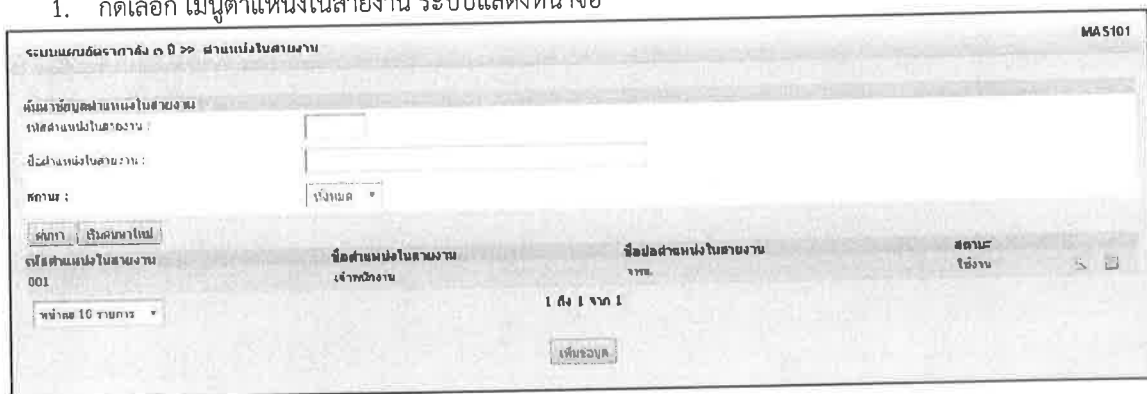 1. กดเลือก เมนูตำแหน่งในสายงาน ระบบแสดงหน้าจอ
MAS101
ระบบแผนอัตรากำลัง ๓ ปี >> ตำแหน่งในสายงาน
ค้นหาข้อมูลตำแหน่งในสายงาน
รหัสตำแหน่งในสายงาน :
ชื่อตำแหน่งในสายงาน :
สถานะ : ทั้งหมด
ค้นหา เริ่มค้นหาใหม่
รหัสตำแหน่งในสายงาน ชื่อตำแหน่งในสายงาน ชื่อย่อตำแหน่งในสายงาน สถานะ
001 เจ้าพนักงาน จพง. ใช้งาน
หน้าละ 10 รายการ 1 ถึง 1 จาก 1
เพิ่มข้อมูล